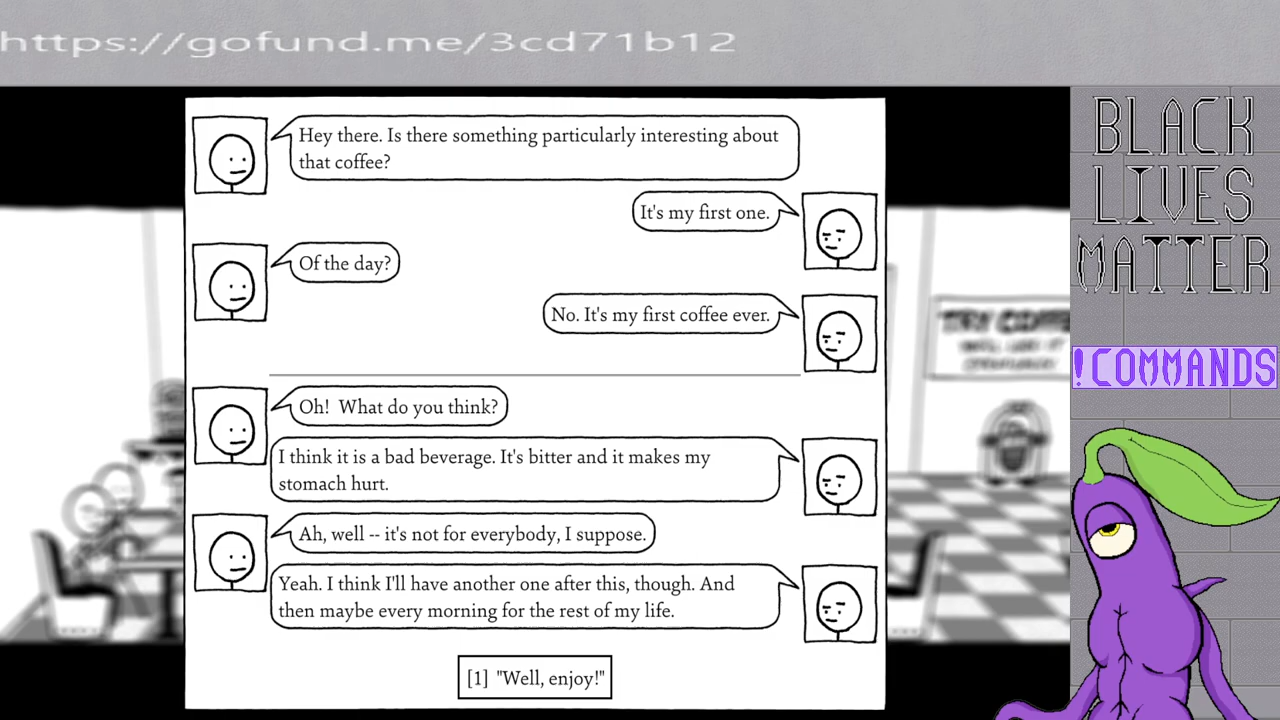 https://gofund.me/3cd71b12
Hey there. Is there something particularly interesting about
that coffee?
It's my first one.
Of the day?
No. It's my first coffee ever.
Oh!  What do you think?
I think it is a bad beverage. It's bitter and it makes my
stomach hurt.
Ah, well -- it's not for everybody, I suppose.
Yeah. I think I'll have another one after this, though. And
then maybe every morning for the rest of my life.
[1] "Well, enjoy!"
BLACK
LIVES
MATTER
!COMMANDS